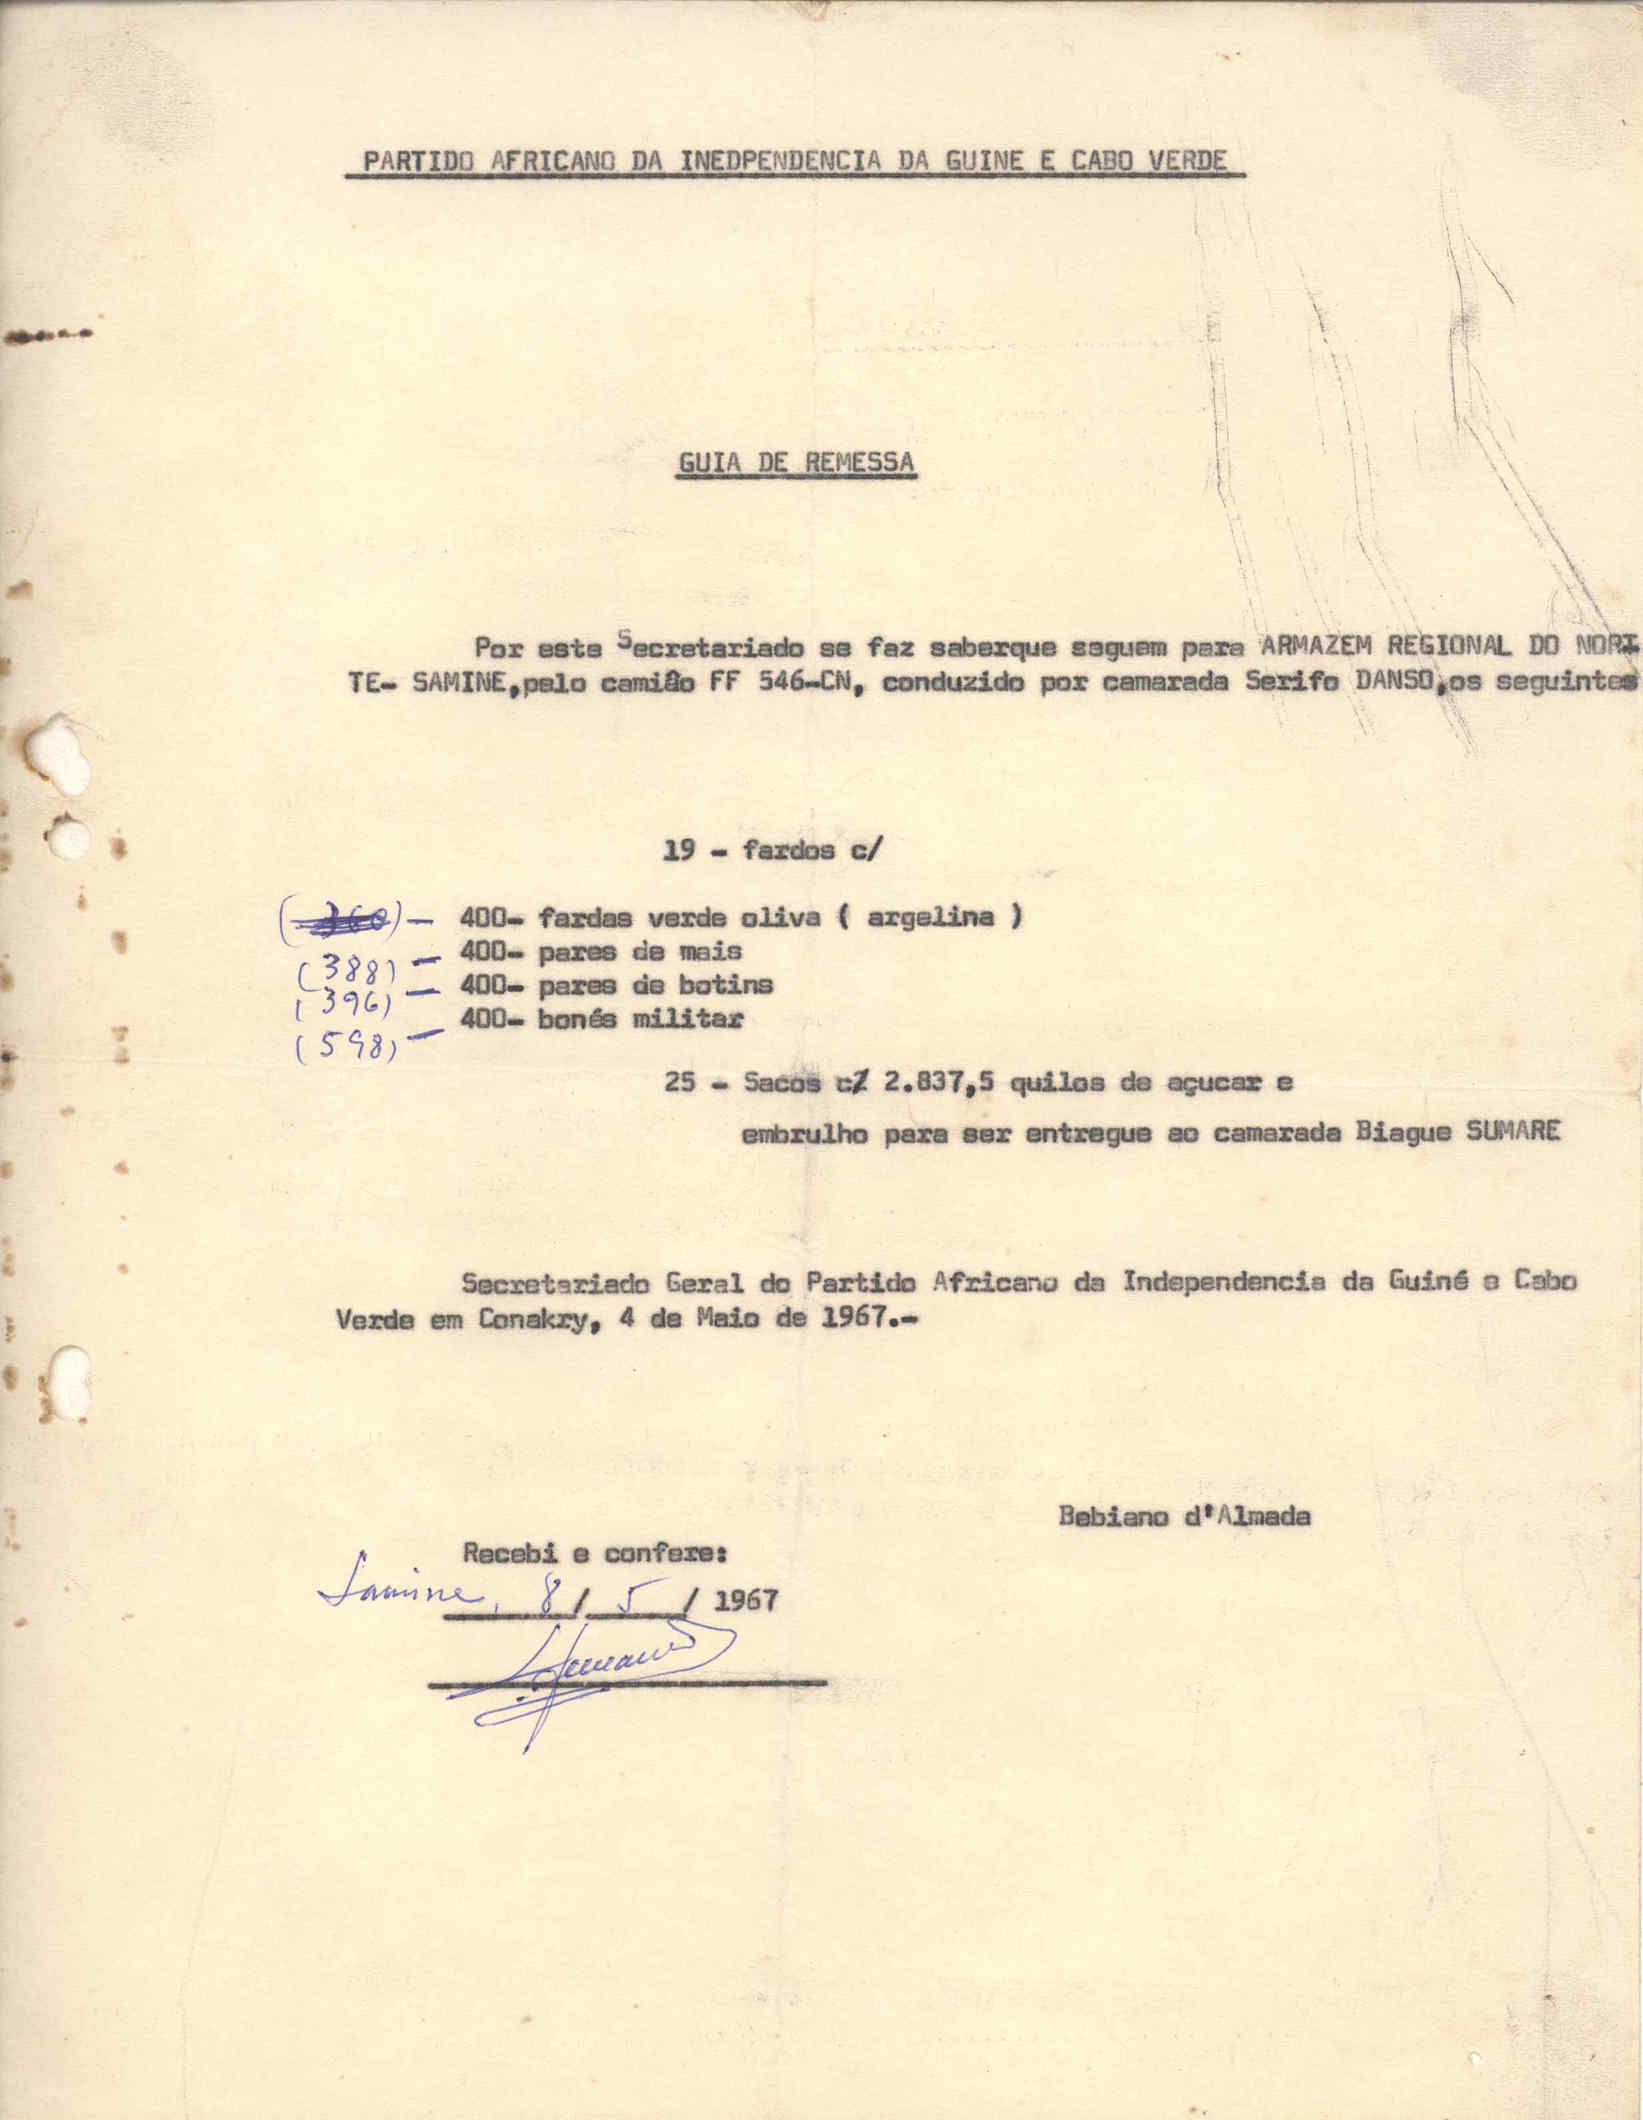 PARTIDO AFRICANO DA INEDPENDENCIA DA GUINE E CABO VERDE
GUIA DE REMESSA
Por este Secretariado se faz saberque seguem para ARMAZEM REGIONAL DO NOR
TE- SAMINE,pelo camião FF 546-CN, conduzido por camarada Serifo DANSO,os seguintes
19 - fardos c/
(360) - 400- fardas verde oliva ( argelina )
(388) - 400- pares de mais
(396) - 400- pares de botins
(598) - 400- bonés militar
25 - Sacos c/ 2.837,5 quilos de açucar e
embrulho para ser entregue ao camarada Biague SUMARE
Secretariado Geral do Partido Africano da Independencia da Guiné e Cabo
Verde em Conakry, 4 de Maio de 1967.-
Bebiano d'Almada
Recebi e confere:
Samine, 8 / 5 / 1967